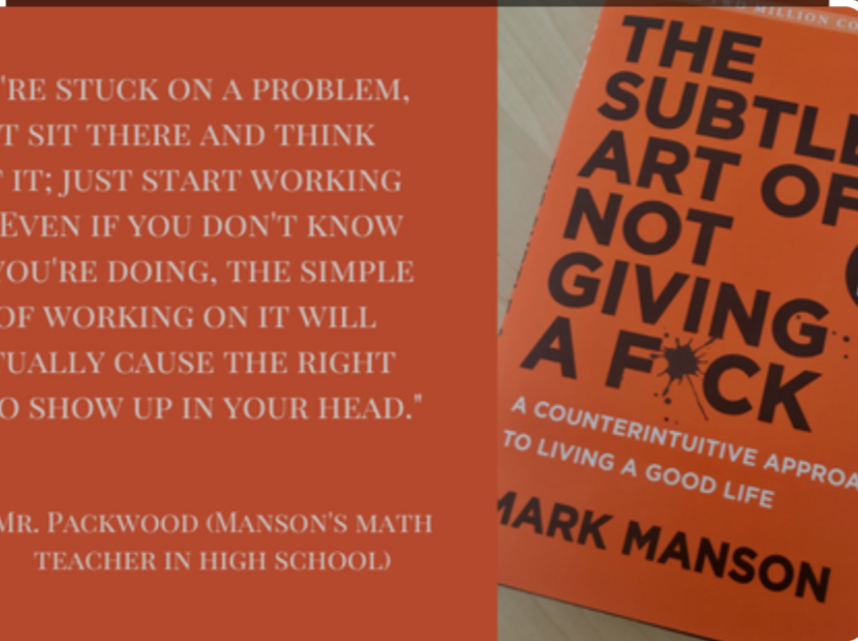 'RE STUCK ON A PROBLEM,
T SIT THERE AND THINK
IT; JUST START WORKING
EVEN IF YOU DON'T KNOW
YOU'RE DOING, THE SIMPLE
OF WORKING ON IT WILL
TUALLY CAUSE THE RIGHT
O SHOW UP IN YOUR HEAD."
MR. PACKWOOD (MANSON'S MATH
TEACHER IN HIGH SCHOOL)
MILLION CO
THE
SUBTLE
ART OF
NOT
GIVING
A F*CK
A COUNTERINTUITIVE APPROA
TO LIVING A GOOD LIFE
MARK MANSON